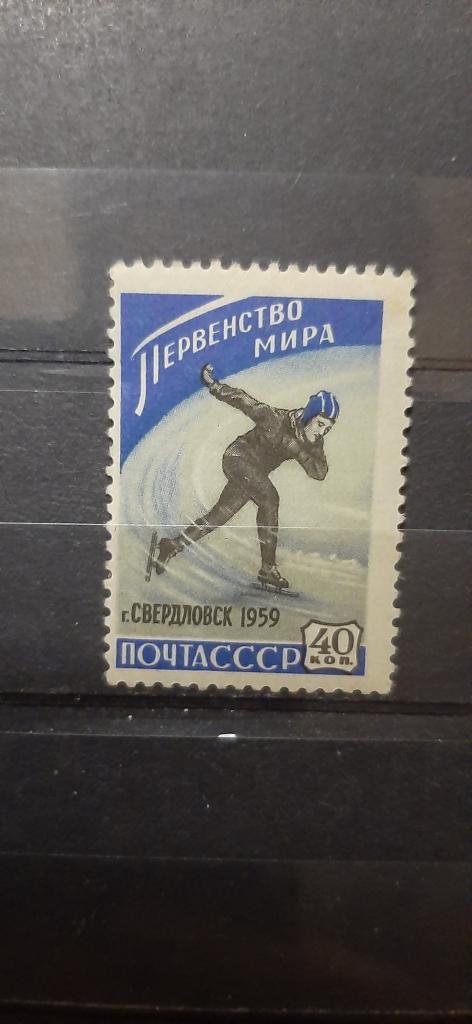 ПЕРВЕНСТВО
МИРА
г. СВЕРДЛОВСК 1959
ПОЧТА СССР
40
КОП.